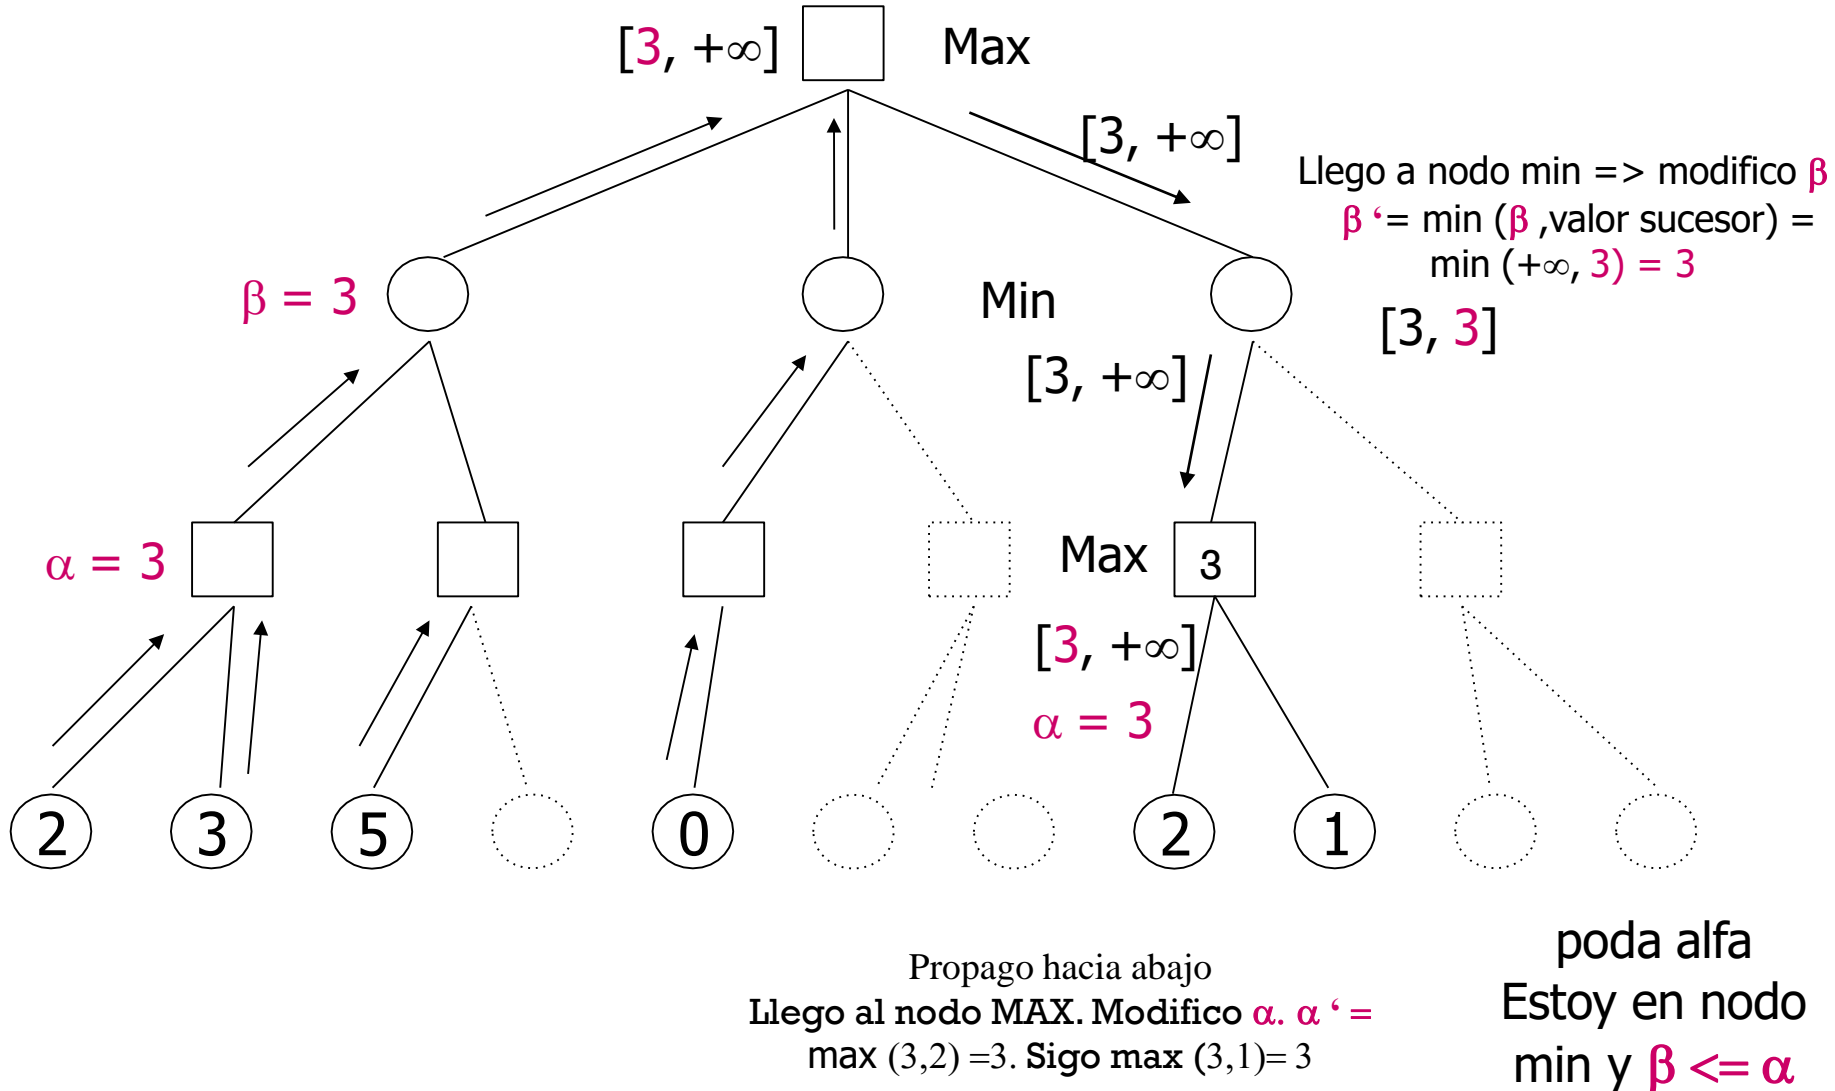 [3, +∞] Max
[3, +∞]
Llego a nodo min => modifico β
β ‘= min (β ,valor sucesor) =
min (+∞, 3) = 3
β = 3
Min
[3, 3]
[3, +∞]
α = 3
Max
3
[3, +∞]
α = 3
2 3 5 0 2 1
Propago hacia abajo
Llego al nodo MAX. Modifico α. α ‘ =
max (3,2) =3. Sigo max (3,1)= 3
poda alfa
Estoy en nodo
min y β <= α